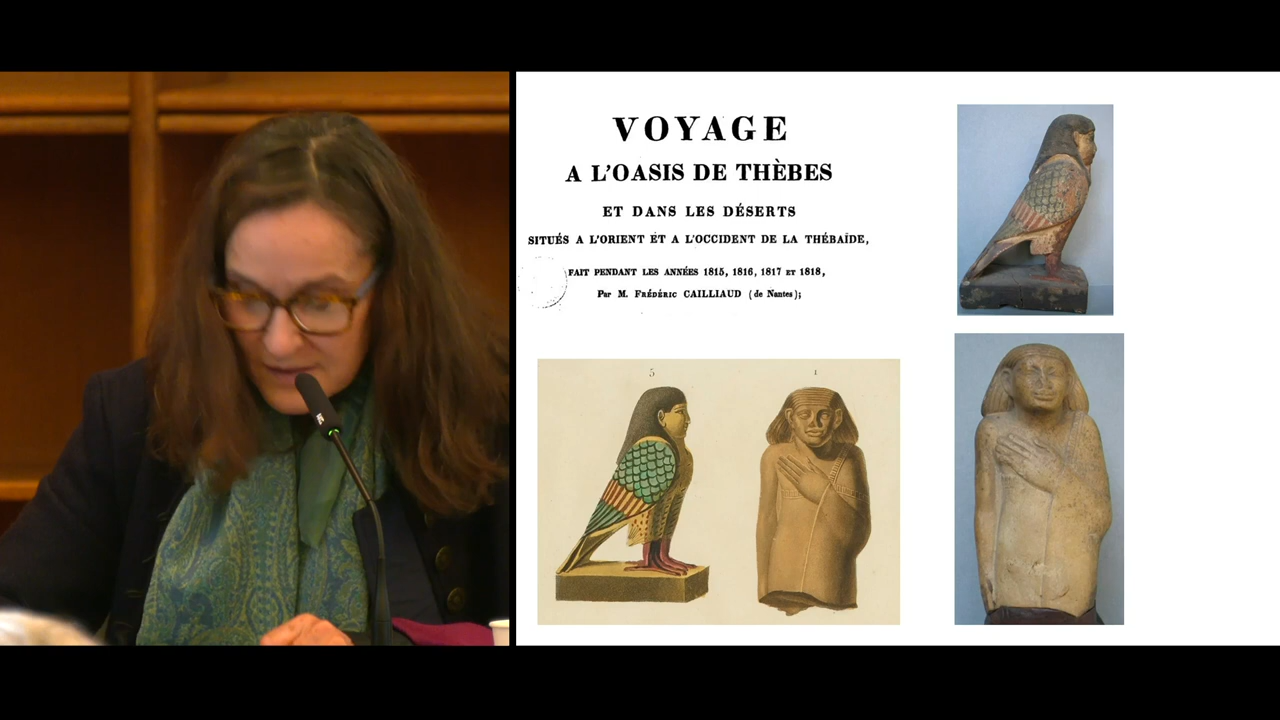 VOYAGE
A L'OASIS DE THÈBES
ET DANS LES DÉSERTS
SITUÉS A L'ORIENT ET A L'OCCIDENT DE LA THÉBAÏDE,
FAIT PENDANT LES ANNÉES 1815, 1816, 1817 ET 1818,
Par M. FRÉDÉRIC CAILLIAUD (de Nantes);
5 1